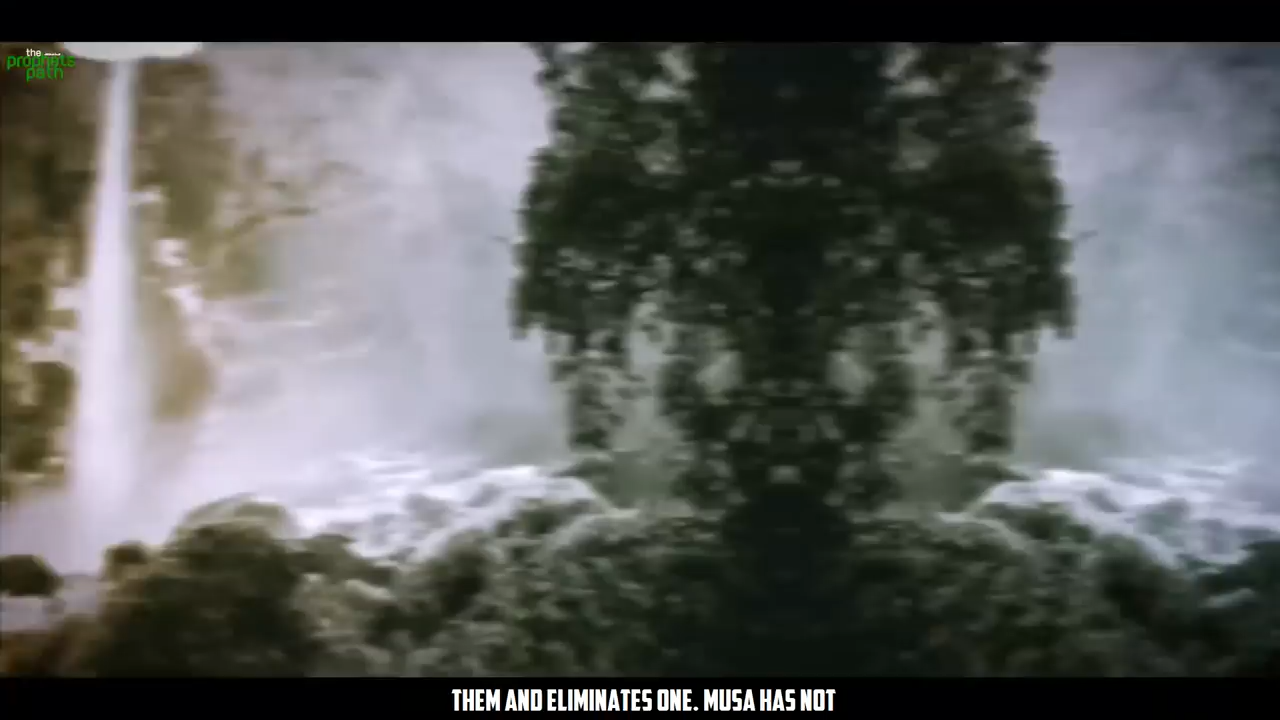 the
prophets
path
THEM AND ELIMINATES ONE. MUSA HAS NOT